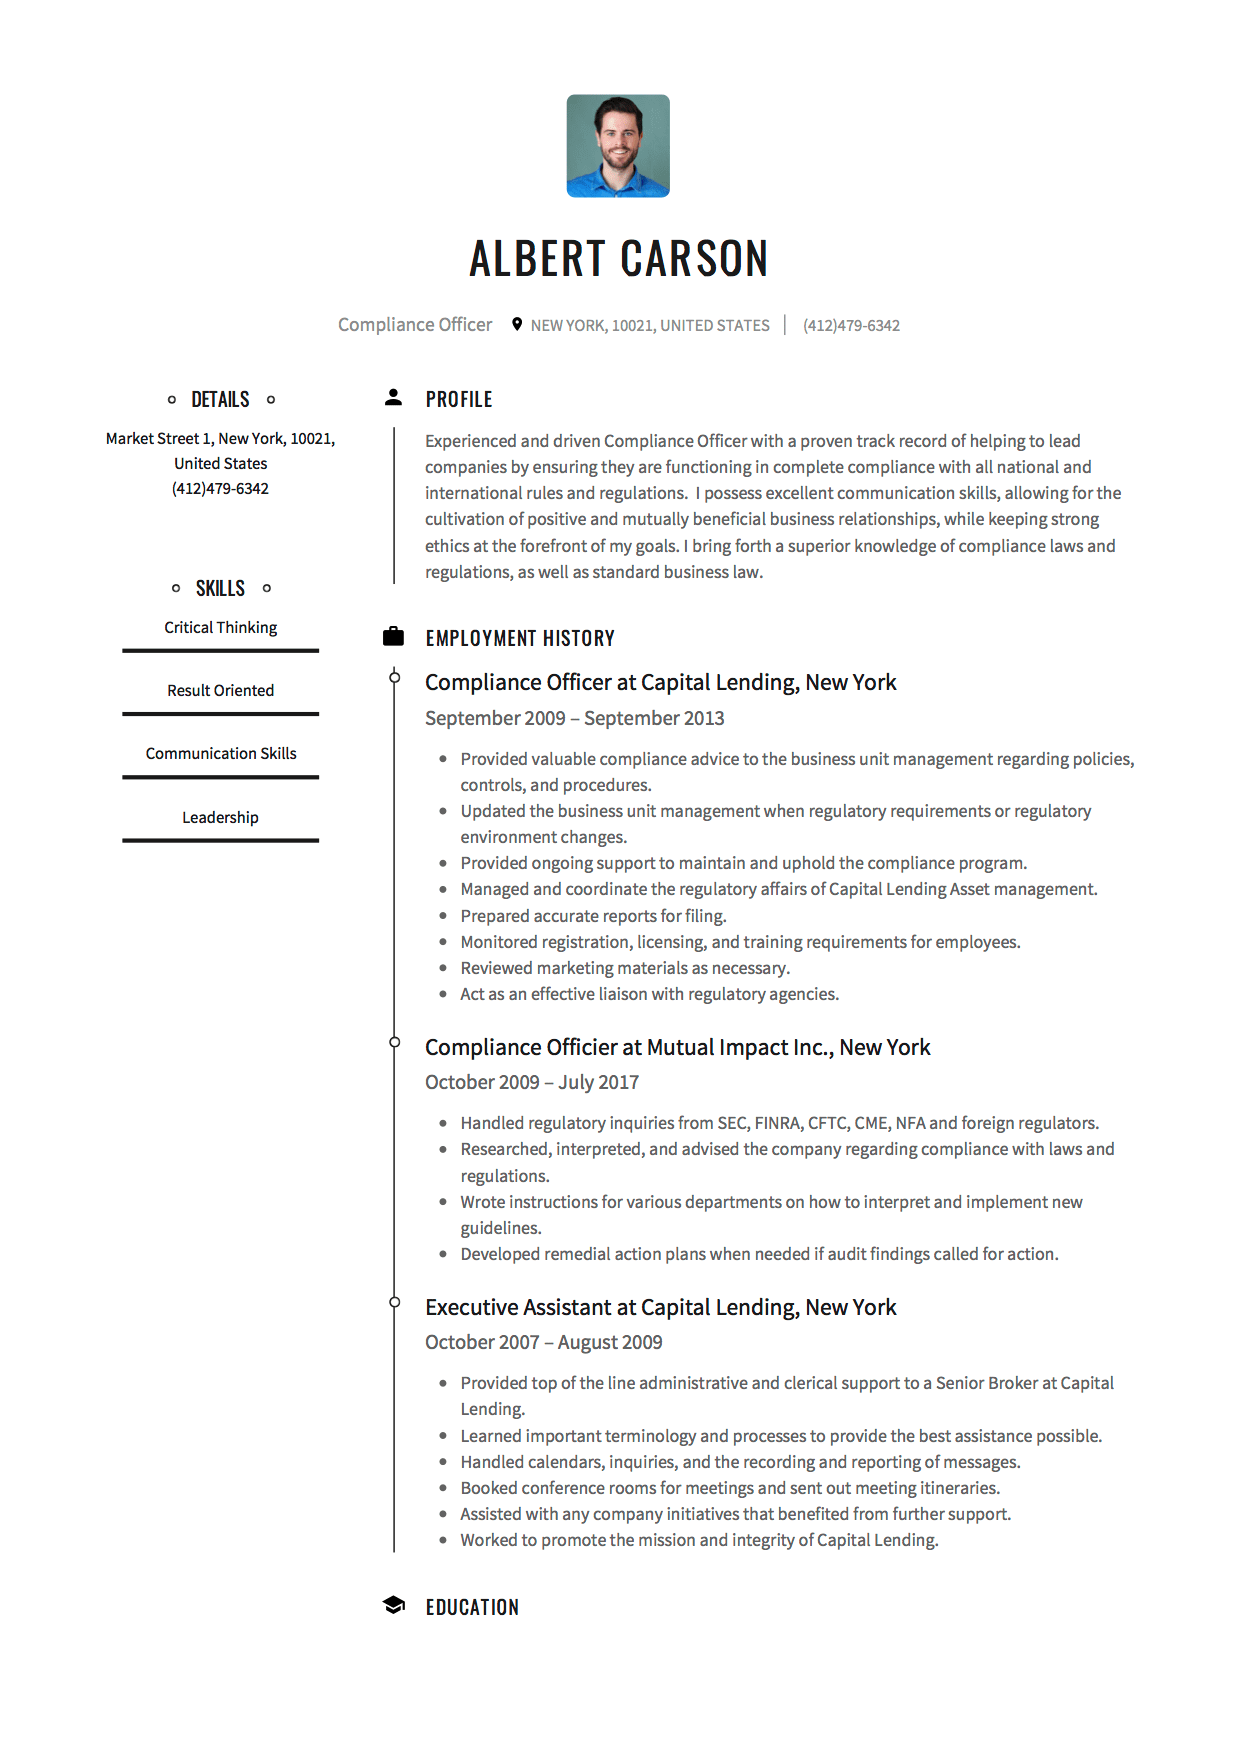 ALBERT CARSON
Compliance Officer NEW YORK, 10021, UNITED STATES (412)479-6342
DETAILS
Market Street 1, New York, 10021,
United States
(412)479-6342
SKILLS
Critical Thinking
Result Oriented
Communication Skills
Leadership
PROFILE
Experienced and driven Compliance Officer with a proven track record of helping to lead
companies by ensuring they are functioning in complete compliance with all national and
international rules and regulations.  I possess excellent communication skills, allowing for the
cultivation of positive and mutually beneficial business relationships, while keeping strong
ethics at the forefront of my goals. I bring forth a superior knowledge of compliance laws and
regulations, as well as standard business law.
EMPLOYMENT HISTORY
Compliance Officer at Capital Lending, New York
September 2009 – September 2013
• Provided valuable compliance advice to the business unit management regarding policies,
controls, and procedures.
• Updated the business unit management when regulatory requirements or regulatory
environment changes.
• Provided ongoing support to maintain and uphold the compliance program.
• Managed and coordinate the regulatory affairs of Capital Lending Asset management.
• Prepared accurate reports for filing.
• Monitored registration, licensing, and training requirements for employees.
• Reviewed marketing materials as necessary.
• Act as an effective liaison with regulatory agencies.
Compliance Officier at Mutual Impact Inc., New York
October 2009 – July 2017
• Handled regulatory inquiries from SEC, FINRA, CFTC, CME, NFA and foreign regulators.
• Researched, interpreted, and advised the company regarding compliance with laws and
regulations.
• Wrote instructions for various departments on how to interpret and implement new
guidelines.
• Developed remedial action plans when needed if audit findings called for action.
Executive Assistant at Capital Lending, New York
October 2007 – August 2009
• Provided top of the line administrative and clerical support to a Senior Broker at Capital
Lending.
• Learned important terminology and processes to provide the best assistance possible.
• Handled calendars, inquiries, and the recording and reporting of messages.
• Booked conference rooms for meetings and sent out meeting itineraries.
• Assisted with any company initiatives that benefited from further support.
• Worked to promote the mission and integrity of Capital Lending.
EDUCATION